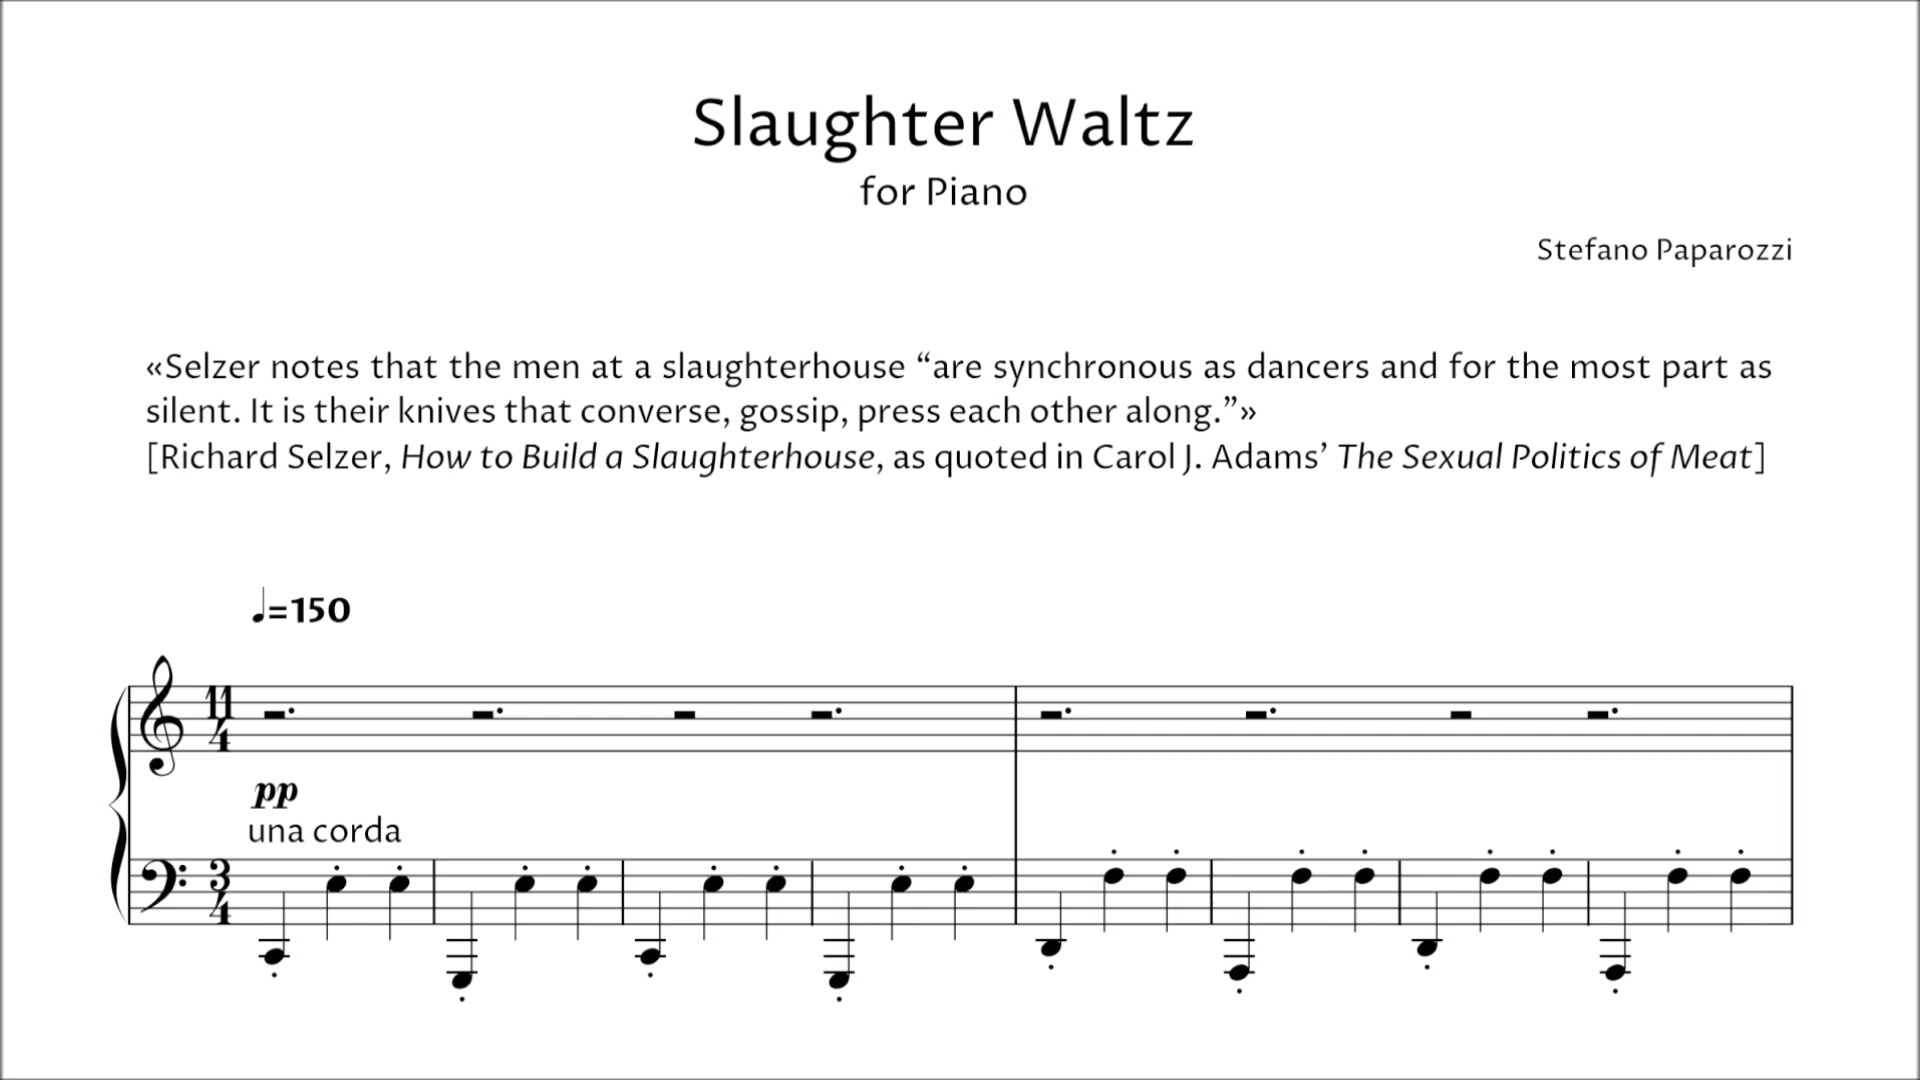 Slaughter Waltz
for Piano
Stefano Paparozzi
«Selzer notes that the men at a slaughterhouse “are synchronous as dancers and for the most part as
silent. It is their knives that converse, gossip, press each other along.”»
[Richard Selzer, How to Build a Slaughterhouse, as quoted in Carol J. Adams’ The Sexual Politics of Meat]
♩=150
11
4
pp
una corda
3
4